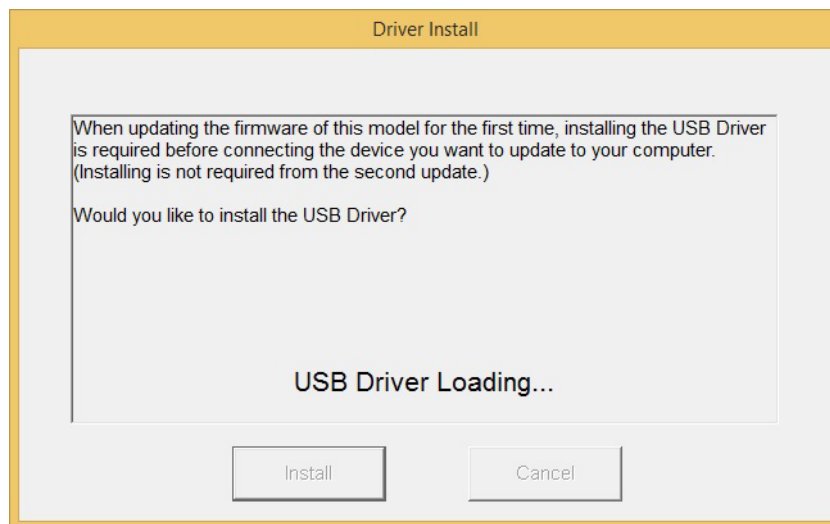 Driver Install
When updating the firmware of this model for the first time, installing the USB Driver
is required before connecting the device you want to update to your computer.
(Installing is not required from the second update.)
Would you like to install the USB Driver?
USB Driver Loading...
Install
Cancel